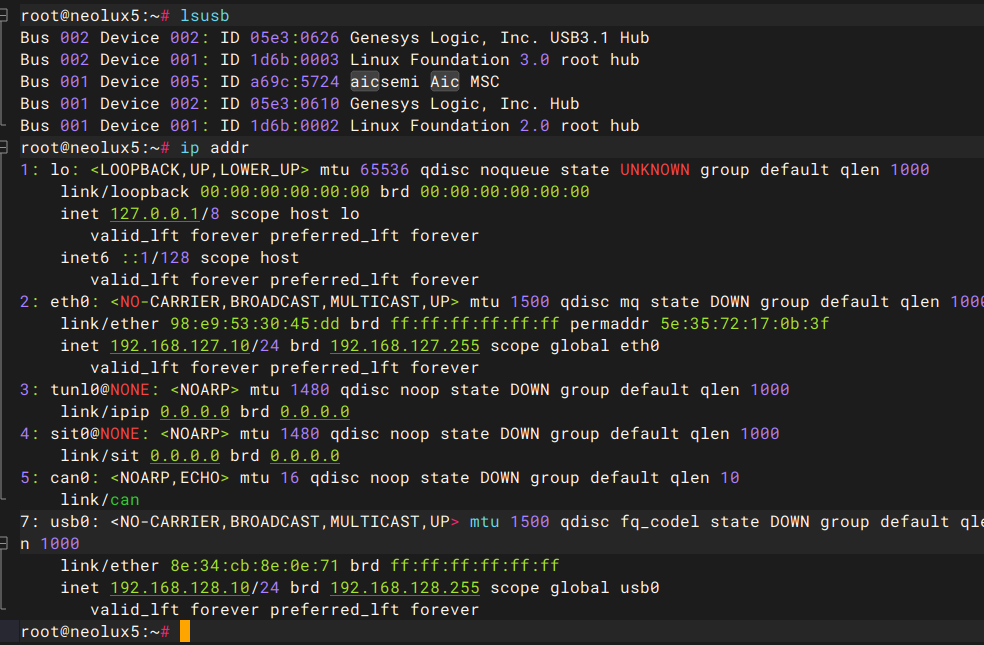 root@neolux5:~# lsusb
Bus 002 Device 002: ID 05e3:0626 Genesys Logic, Inc. USB3.1 Hub
Bus 002 Device 001: ID 1d6b:0003 Linux Foundation 3.0 root hub
Bus 001 Device 005: ID a69c:5724 aicsemi Aic MSC
Bus 001 Device 002: ID 05e3:0610 Genesys Logic, Inc. Hub
Bus 001 Device 001: ID 1d6b:0002 Linux Foundation 2.0 root hub
root@neolux5:~# ip addr
1: lo: <LOOPBACK,UP,LOWER_UP> mtu 65536 qdisc noqueue state UNKNOWN group default qlen 1000
    link/loopback 00:00:00:00:00:00 brd 00:00:00:00:00:00
    inet 127.0.0.1/8 scope host lo
       valid_lft forever preferred_lft forever
    inet6 ::1/128 scope host
       valid_lft forever preferred_lft forever
2: eth0: <NO-CARRIER,BROADCAST,MULTICAST,UP> mtu 1500 qdisc mq state DOWN group default qlen 1000
    link/ether 98:e9:53:30:45:dd brd ff:ff:ff:ff:ff:ff permaddr 5e:35:72:17:0b:3f
    inet 192.168.127.10/24 brd 192.168.127.255 scope global eth0
       valid_lft forever preferred_lft forever
3: tunl0@NONE: <NOARP> mtu 1480 qdisc noop state DOWN group default qlen 1000
    link/ipip 0.0.0.0 brd 0.0.0.0
4: sit0@NONE: <NOARP> mtu 1480 qdisc noop state DOWN group default qlen 1000
    link/sit 0.0.0.0 brd 0.0.0.0
5: can0: <NOARP,ECHO> mtu 16 qdisc noop state DOWN group default qlen 10
    link/can
7: usb0: <NO-CARRIER,BROADCAST,MULTICAST,UP> mtu 1500 qdisc fq_codel state DOWN group default qle
n 1000
    link/ether 8e:34:cb:8e:0e:71 brd ff:ff:ff:ff:ff:ff
    inet 192.168.128.10/24 brd 192.168.128.255 scope global usb0
       valid_lft forever preferred_lft forever
root@neolux5:~#